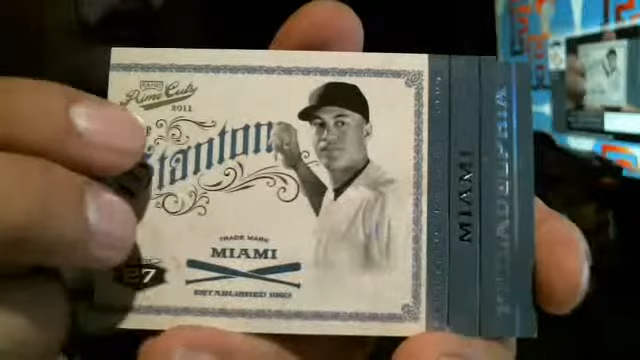 Prime Cuts
2011
Stanton
TRADE MARK
MIAMI
ESTABLISHED 1993
27
MIAMI
PHILADELPHIA